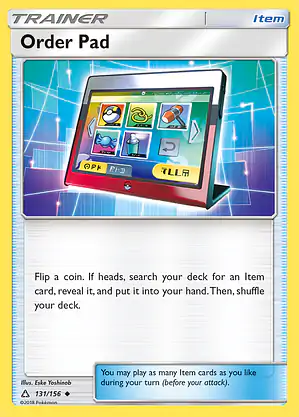 TRAINER
Item
Order Pad
Flip a coin. If heads, search your deck for an Item
card, reveal it, and put it into your hand. Then, shuffle
your deck.
Illus. Eske Yoshinob
131/156
©2018 Pokémon
You may play as many Item cards as you like
during your turn (before your attack).